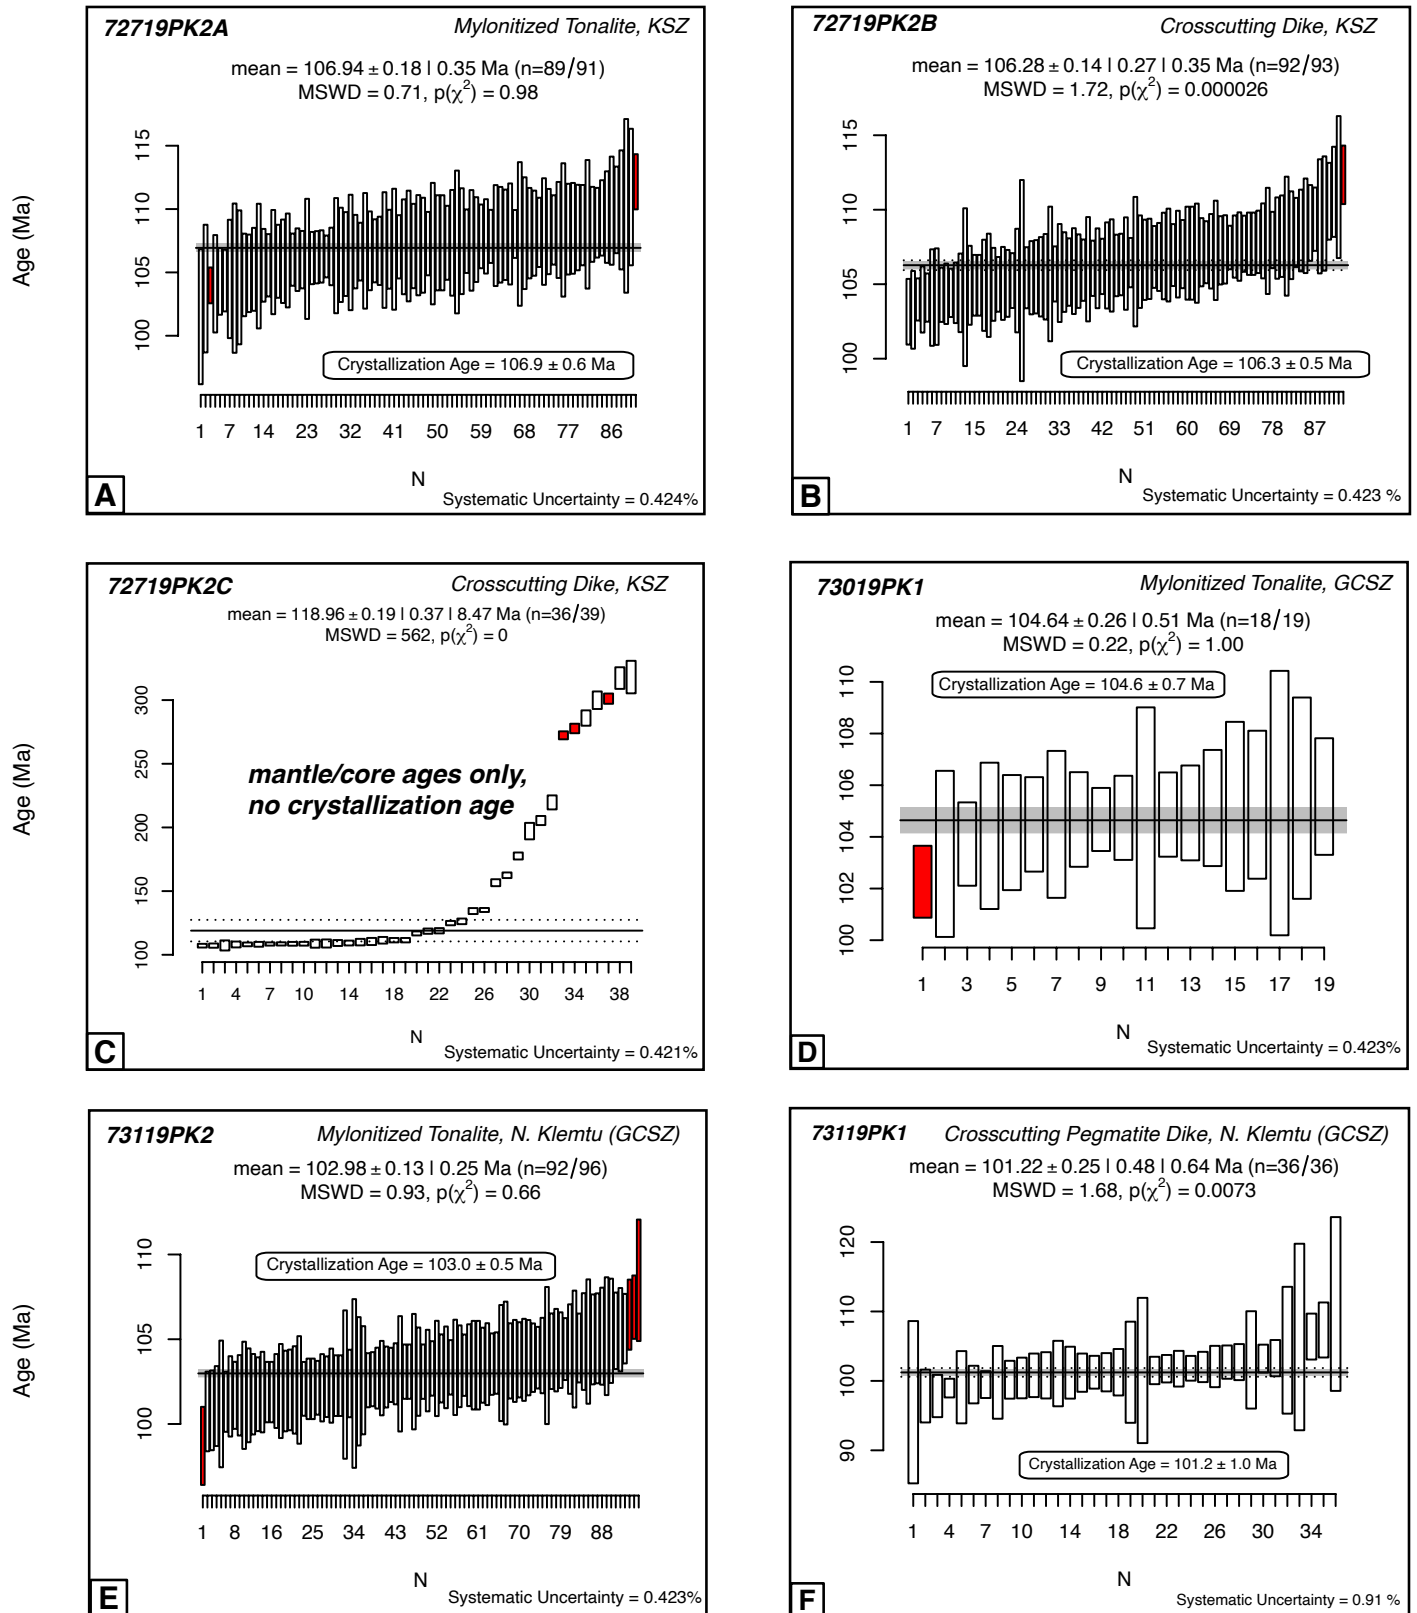 72719PK2A Mylonitized Tonalite, KSZ
mean = 106.94 ± 0.18 | 0.35 Ma (n=89/91)
MSWD = 0.71, p(χ²) = 0.98
Age (Ma)
115
110
105
100
Crystallization Age = 106.9 ± 0.6 Ma
1 7 14 23 32 41 50 59 68 77 86
N
Systematic Uncertainty = 0.424%
A
72719PK2B Crosscutting Dike, KSZ
mean = 106.28 ± 0.14 | 0.27 | 0.35 Ma (n=92/93)
MSWD = 1.72, p(χ²) = 0.000026
115
110
105
100
Crystallization Age = 106.3 ± 0.5 Ma
1 7 15 24 33 42 51 60 69 78 87
N
Systematic Uncertainty = 0.423 %
B
72719PK2C Crosscutting Dike, KSZ
mean = 118.96 ± 0.19 | 0.37 | 8.47 Ma (n=36/39)
MSWD = 562, p(χ²) = 0
Age (Ma)
300
250
200
150
100
mantle/core ages only,
no crystallization age
1 4 7 10 14 18 22 26 30 34 38
N
Systematic Uncertainty = 0.421%
C
73019PK1 Mylonitized Tonalite, GCSZ
mean = 104.64 ± 0.26 | 0.51 Ma (n=18/19)
MSWD = 0.22, p(χ²) = 1.00
Crystallization Age = 104.6 ± 0.7 Ma
110
108
106
104
102
100
1 3 5 7 9 11 13 15 17 19
N
Systematic Uncertainty = 0.423%
D
73119PK2 Mylonitized Tonalite, N. Klemtu (GCSZ)
mean = 102.98 ± 0.13 | 0.25 Ma (n=92/96)
MSWD = 0.93, p(χ²) = 0.66
Age (Ma)
Crystallization Age = 103.0 ± 0.5 Ma
110
105
100
1 8 16 25 34 43 52 61 70 79 88
N
Systematic Uncertainty = 0.423%
E
73119PK1 Crosscutting Pegmatite Dike, N. Klemtu (GCSZ)
mean = 101.22 ± 0.25 | 0.48 | 0.64 Ma (n=36/36)
MSWD = 1.68, p(χ²) = 0.0073
120
110
100
90
Crystallization Age = 101.2 ± 1.0 Ma
1 4 7 10 14 18 22 26 30 34
N
Systematic Uncertainty = 0.91 %
F